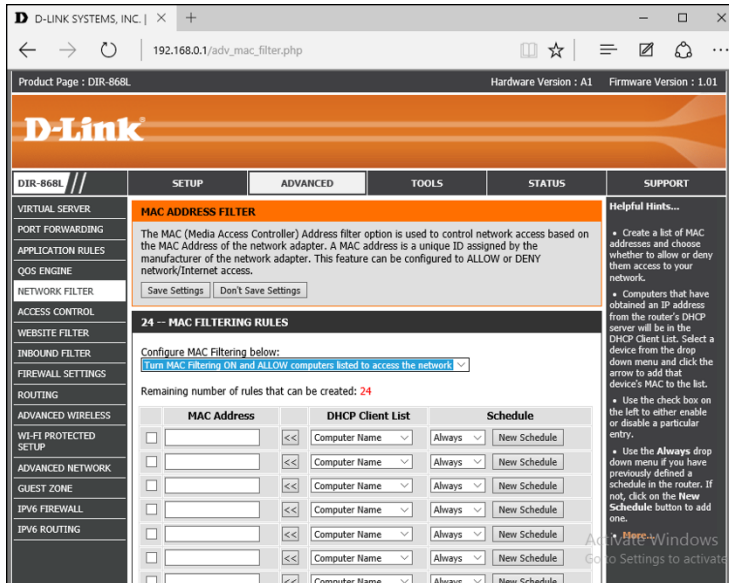 D-LINK SYSTEMS, INC. |
192.168.0.1/adv_mac_filter.php
Product Page : DIR-868L
Hardware Version : A1
Firmware Version : 1.01
D-Link
DIR-868L
SETUP
ADVANCED
TOOLS
STATUS
SUPPORT
VIRTUAL SERVER
PORT FORWARDING
APPLICATION RULES
QOS ENGINE
NETWORK FILTER
ACCESS CONTROL
WEBSITE FILTER
INBOUND FILTER
FIREWALL SETTINGS
ROUTING
ADVANCED WIRELESS
WI-FI PROTECTED
SETUP
ADVANCED NETWORK
GUEST ZONE
IPV6 FIREWALL
IPV6 ROUTING
MAC ADDRESS FILTER
The MAC (Media Access Controller) Address filter option is used to control network access based on
the MAC Address of the network adapter. A MAC address is a unique ID assigned by the
manufacturer of the network adapter. This feature can be configured to ALLOW or DENY
network/Internet access.
Save Settings
Don't Save Settings
24 -- MAC FILTERING RULES
Configure MAC Filtering below:
Turn MAC Filtering ON and ALLOW computers listed to access the network
Remaining number of rules that can be created: 24
MAC Address
DHCP Client List
Schedule
<< Computer Name Always New Schedule
<< Computer Name Always New Schedule
<< Computer Name Always New Schedule
<< Computer Name Always New Schedule
<< Computer Name Always New Schedule
<< Computer Name Always New Schedule
<< Computer Name Always New Schedule
Helpful Hints...
• Create a list of MAC
addresses and choose
whether to allow or deny
them access to your
network.
• Computers that have
obtained an IP address
from the router's DHCP
server will be in the
DHCP Client List. Select a
device from the drop
down menu and click the
arrow to add that
device's MAC to the list.
• Use the check box on
the left to either enable
or disable a particular
entry.
• Use the Always drop
down menu if you have
previously defined a
schedule in the router. If
not, click on the New
Schedule button to add
one.
• More...
Activate Windows
Go to Settings to activate